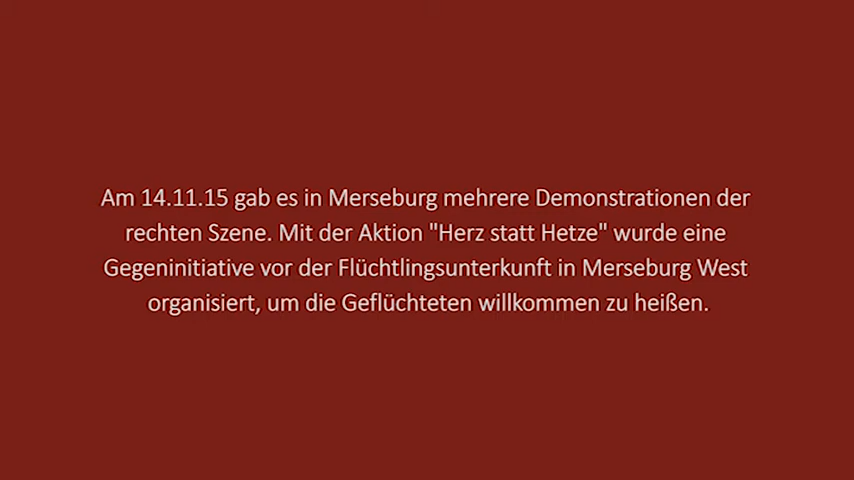 Am 14.11.15 gab es in Merseburg mehrere Demonstrationen der
rechten Szene. Mit der Aktion "Herz statt Hetze" wurde eine
Gegeninitiative vor der Flüchtlingsunterkunft in Merseburg West
organisiert, um die Geflüchteten willkommen zu heißen.